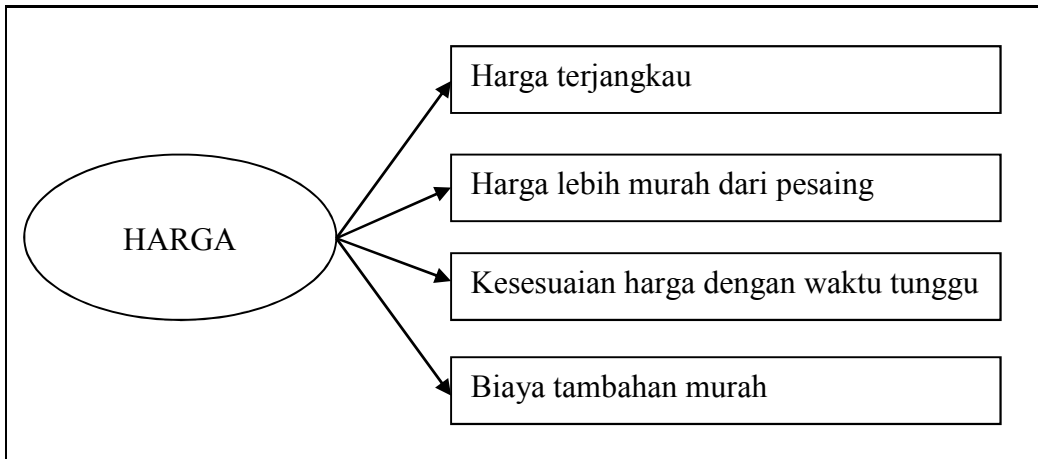 Harga terjangkau
Harga lebih murah dari pesaing
HARGA
Kesesuaian harga dengan waktu tunggu
Biaya tambahan murah